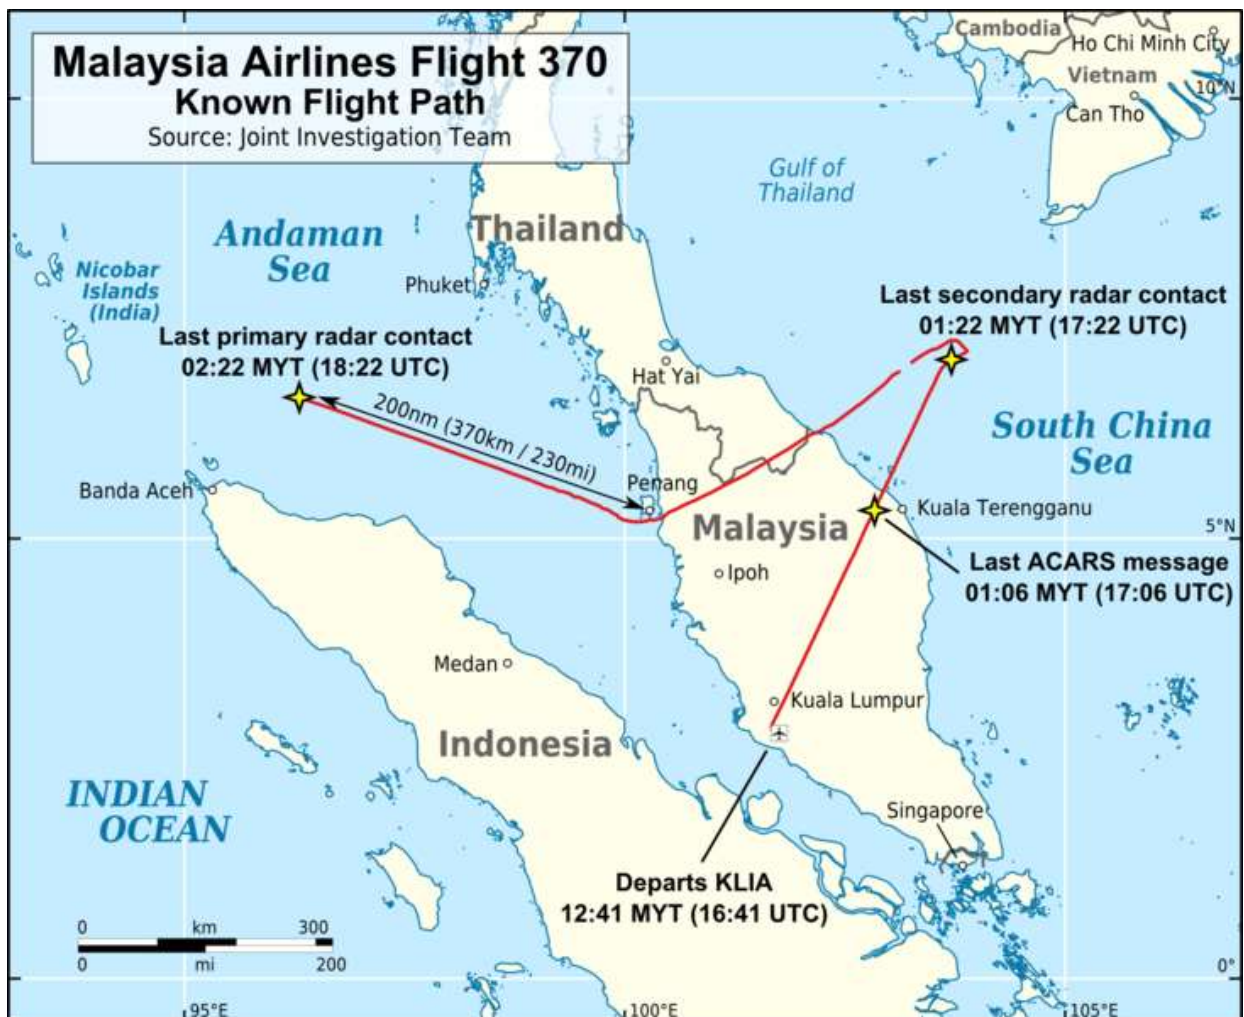 Malaysia Airlines Flight 370
Known Flight Path
Source: Joint Investigation Team
Cambodia
Ho Chi Minh City
Vietnam
10°N
Can Tho
Gulf of
Thailand
Thailand
Andaman
Sea
Nicobar
Islands
(India)
Phuket
Last secondary radar contact
01:22 MYT (17:22 UTC)
Last primary radar contact
02:22 MYT (18:22 UTC)
Hat Yai
200nm (370km / 230mi)
South China
Sea
Penang
Banda Aceh
Kuala Terengganu
Malaysia
5°N
Last ACARS message
01:06 MYT (17:06 UTC)
Ipoh
Medan
Kuala Lumpur
Indonesia
INDIAN
OCEAN
Singapore
Departs KLIA
12:41 MYT (16:41 UTC)
0 km 300
0 mi 200
0°
95°E
100°E
105°E